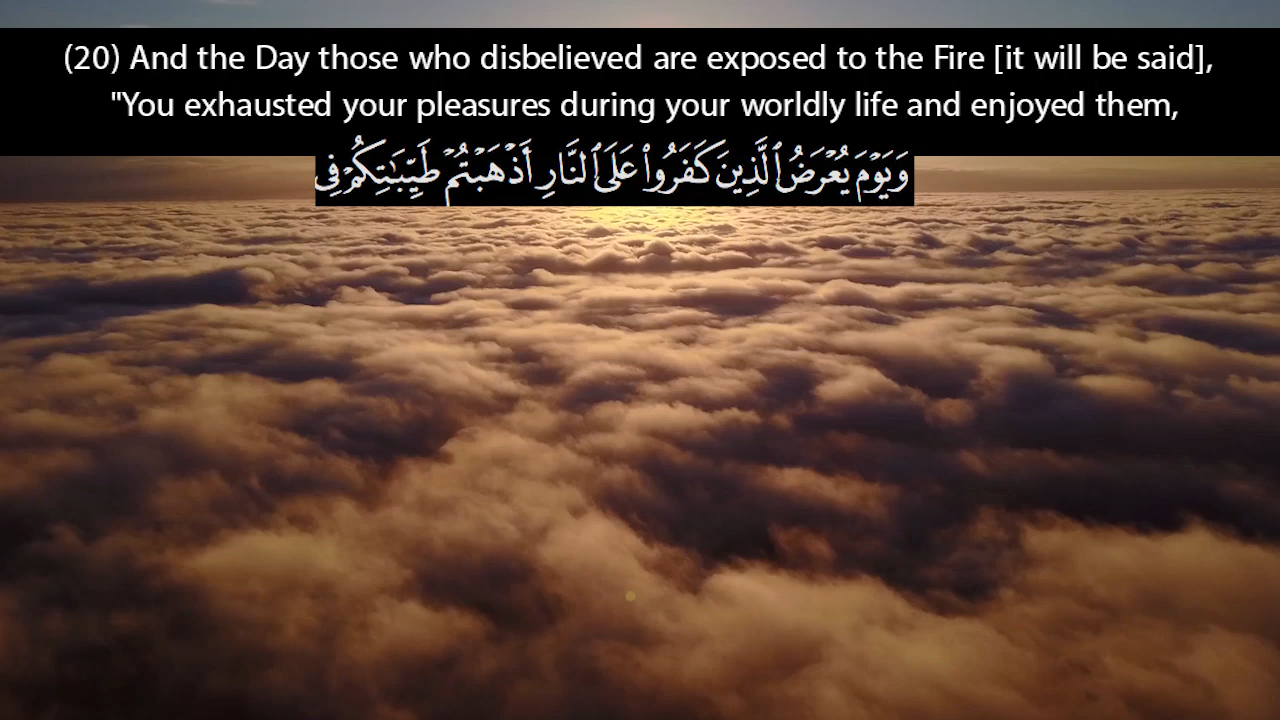 (20) And the Day those who disbelieved are exposed to the Fire [it will be said],
"You exhausted your pleasures during your worldly life and enjoyed them,
وَيَوْمَ يُعْرَضُ ٱلَّذِينَ كَفَرُوا۟ عَلَى ٱلنَّارِ أَذْهَبْتُمْ طَيِّبَـٰتِكُمْ فِى